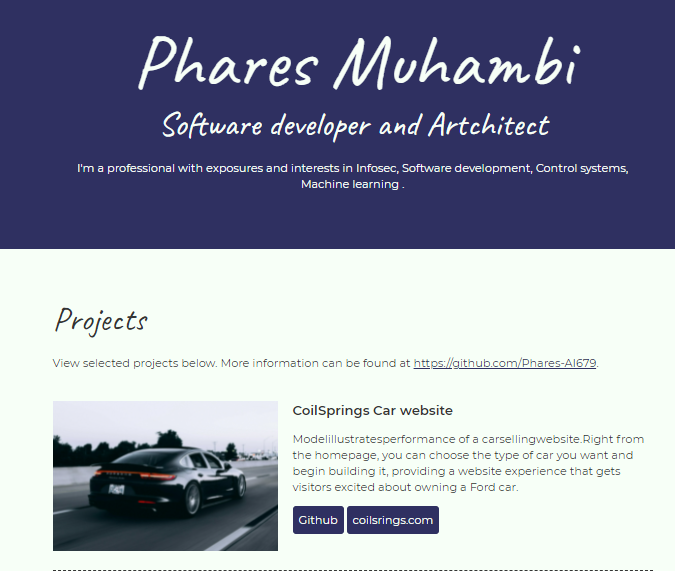 Phares Muhambi
Software developer and Artchitect
I'm a professional with exposures and interests in Infosec, Software development, Control systems,
Machine learning .
Projects
View selected projects below. More information can be found at https://github.com/Phares-AI679.
CoilSprings Car website
Modelillustratesperformance of a carsellingwebsite.Right from
the homepage, you can choose the type of car you want and
begin building it, providing a website experience that gets
visitors excited about owning a Ford car.
Github coilsrings.com